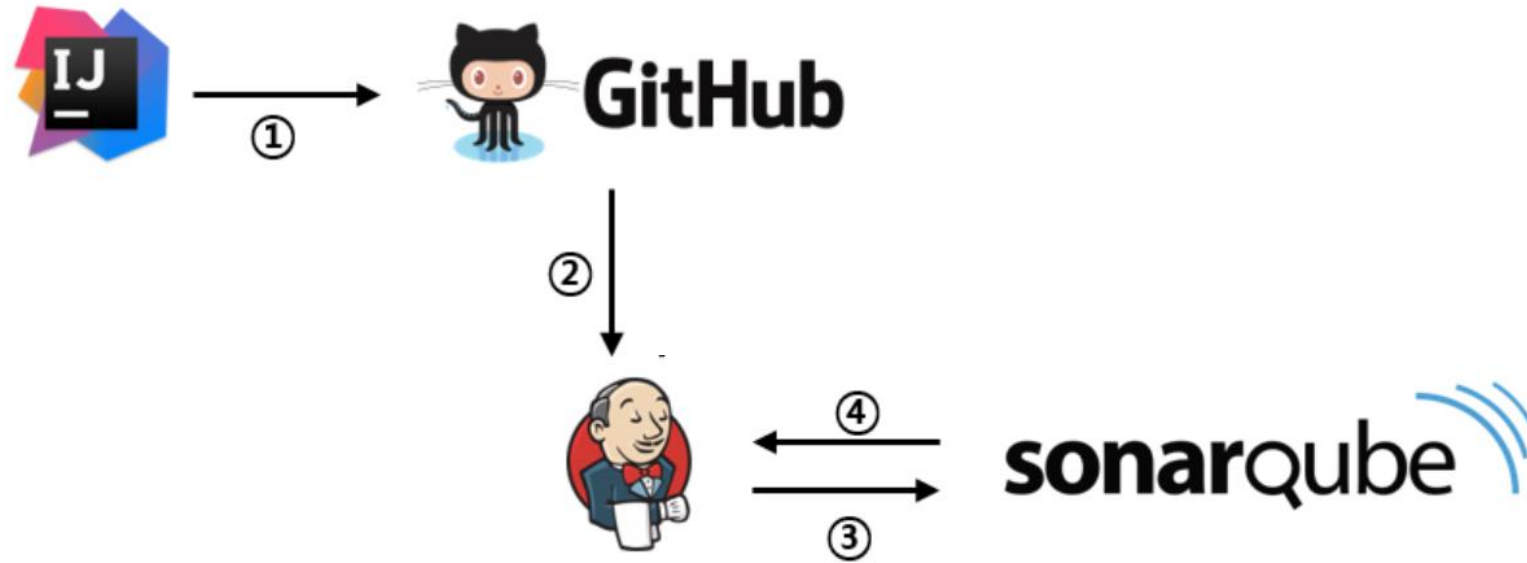 IJ
①
GitHub
②
④
sonarqube
③